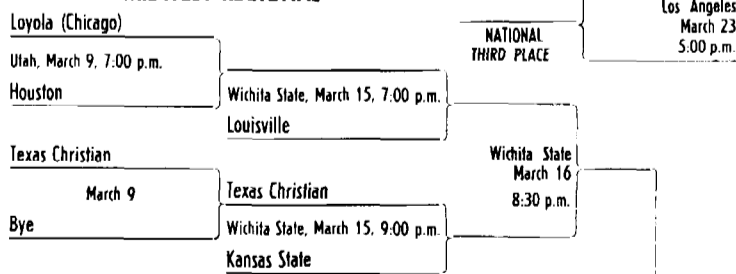 Loyola (Chicago)
Utah, March 9, 7:00 p.m.
Houston
Wichita State, March 15, 7:00 p.m.
Louisville
Texas Christian
March 9
Bye
Texas Christian
Wichita State, March 15, 9:00 p.m.
Kansas State
Wichita State
March 16
8:30 p.m.
NATIONAL
THIRD PLACE
Los Angeles
March 23
5:00 p.m.